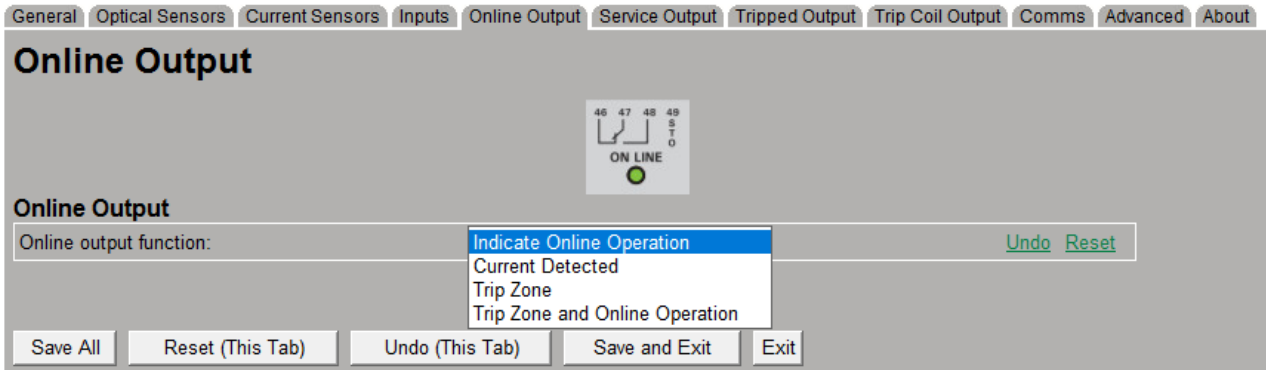 General Optical Sensors Current Sensors Inputs Online Output Service Output Tripped Output Trip Coil Output Comms Advanced About
Online Output
46 47 48 49
S
T
O
ON LINE
Online Output
Online output function: Indicate Online Operation Undo Reset
Current Detected
Trip Zone
Trip Zone and Online Operation
Save All Reset (This Tab) Undo (This Tab) Save and Exit Exit